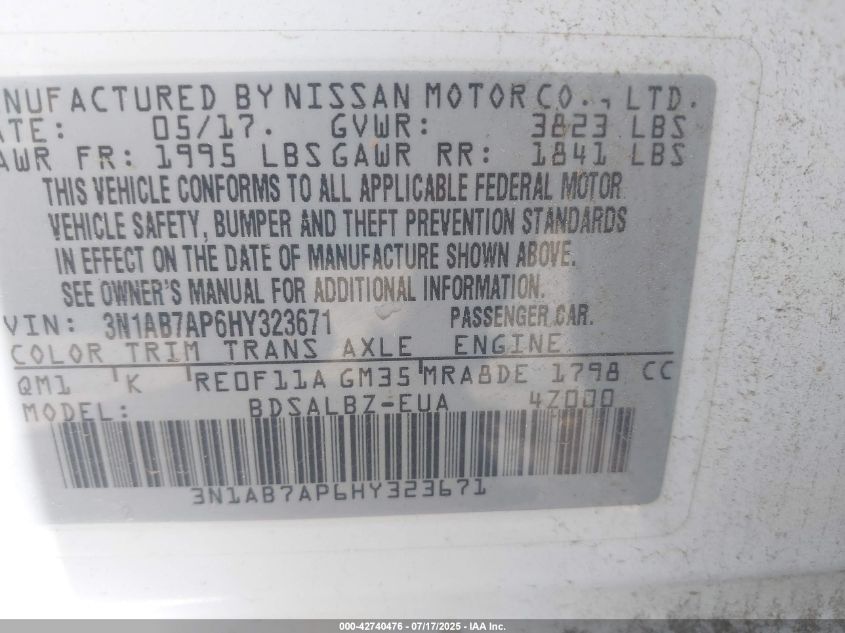 NUFACTURED BY NISSAN MOTOR CO., LTD.
ATE: 05/17. GVWR: 3823 LBS
AWR FR: 1995 LBS GAWR RR: 1841 LBS
THIS VEHICLE CONFORMS TO ALL APPLICABLE FEDERAL MOTOR
VEHICLE SAFETY, BUMPER AND THEFT PREVENTION STANDARDS
IN EFFECT ON THE DATE OF MANUFACTURE SHOWN ABOVE.
SEE OWNER'S MANUAL FOR ADDITIONAL INFORMATION.
VIN: 3N1AB7AP6HY323671 PASSENGER CAR.
COLOR TRIM TRANS AXLE ENGINE
QM1 K RE0F11A GM35 MRA8DE 1798 CC
MODEL: BDSALBZ-EUA 4Z000
3N1AB7AP6HY323671
000-42740476 - 07/17/2025 - IAA Inc.